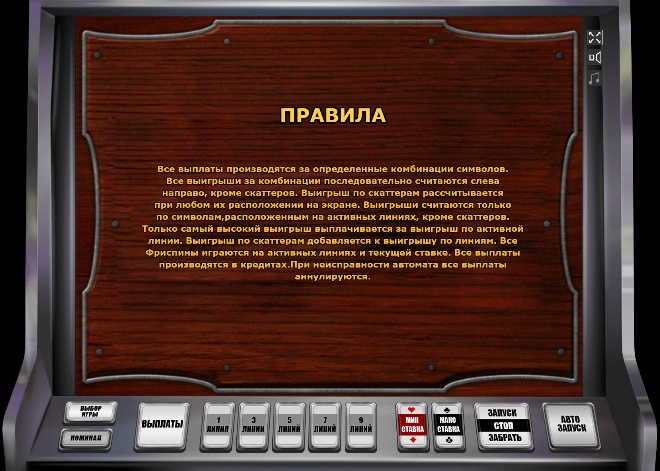 ПРАВИЛА
Все выплаты производятся за определенные комбинации символов.
Все выигрыши за комбинации последовательно считаются слева
направо, кроме скаттеров. Выигрыш по скаттерам рассчитывается
при любом их расположении на экране. Выигрыши считаются только
по символам,расположенным на активных линиях, кроме скаттеров.
Только самый высокий выигрыш выплачивается за выигрыш по активной
линии. Выигрыш по скаттерам добавляется к выигрышу по линиям. Все
Фриспины играются на активных линиях и текущей ставке. Все выплаты
производятся в кредитах.При неисправности автомата все выплаты
аннулируются.
ВЫБОР
ИГРЫ
НОМИНАЛ
ВЫПЛАТЫ
1
ЛИНИЯ
3
ЛИНИИ
5
ЛИНИЙ
7
ЛИНИЙ
9
ЛИНИЙ
МИН
СТАВКА
МАКС
СТАВКА
ЗАПУСК
СТОП
ЗАБРАТЬ
АВТО
ЗАПУСК